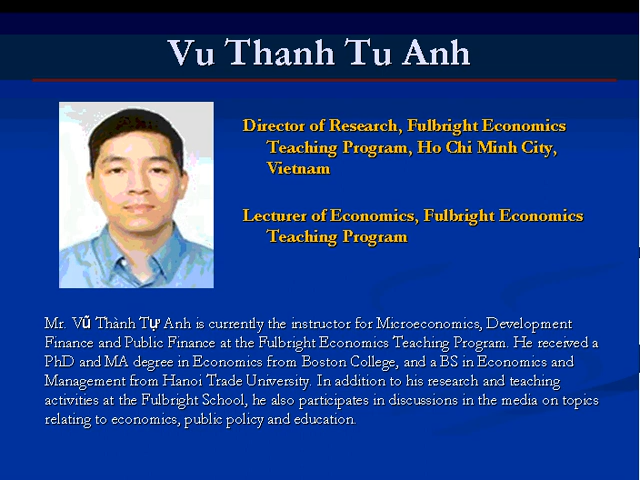 Vu Thanh Tu Anh
Director of Research, Fulbright Economics
Teaching Program, Ho Chi Minh City,
Vietnam
Lecturer of Economics, Fulbright Economics
Teaching Program
Mr. Vũ Thành Tự Anh is currently the instructor for Microeconomics, Development
Finance and Public Finance at the Fulbright Economics Teaching Program. He received a
PhD and MA degree in Economics from Boston College, and a BS in Economics and
Management from Hanoi Trade University. In addition to his research and teaching
activities at the Fulbright School, he also participates in discussions in the media on topics
relating to economics, public policy and education.